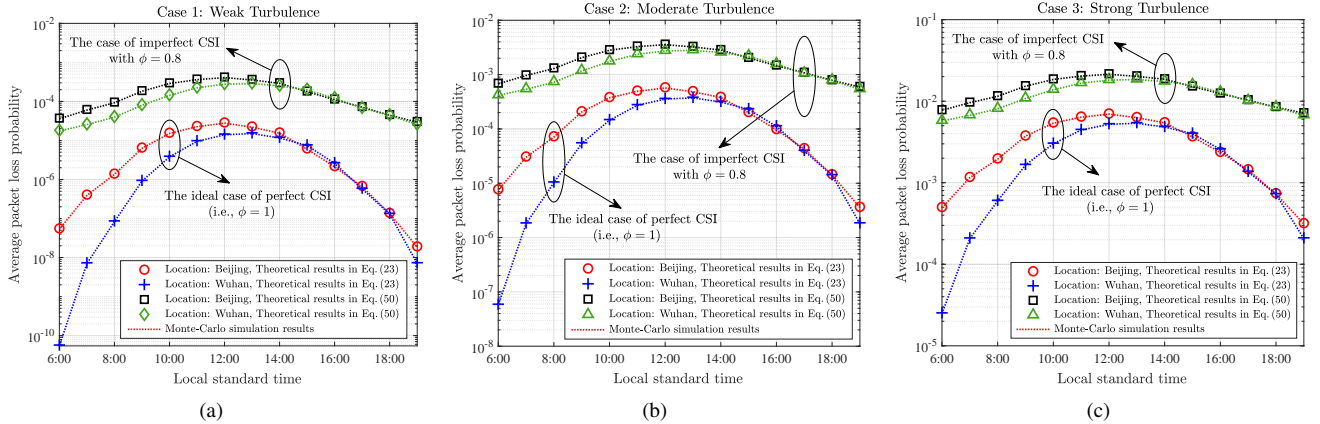 Case 1: Weak Turbulence
Average packet loss probability
10^-2
10^-4
10^-6
10^-8
10^-10
The case of imperfect CSI
with ϕ = 0.8
The ideal case of perfect CSI
(i.e., ϕ = 1)
Location: Beijing, Theoretical results in Eq. (23)
Location: Wuhan, Theoretical results in Eq. (23)
Location: Beijing, Theoretical results in Eq. (50)
Location: Wuhan, Theoretical results in Eq. (50)
Monte-Carlo simulation results
6:00 8:00 10:00 12:00 14:00 16:00 18:00
Local standard time
(a)
Case 2: Moderate Turbulence
Average packet loss probability
10^-2
10^-3
10^-4
10^-5
10^-6
10^-7
10^-8
The case of imperfect CSI
with ϕ = 0.8
The ideal case of perfect CSI
(i.e., ϕ = 1)
Location: Beijing, Theoretical results in Eq. (23)
Location: Wuhan, Theoretical results in Eq. (23)
Location: Beijing, Theoretical results in Eq. (50)
Location: Wuhan, Theoretical results in Eq. (50)
Monte-Carlo simulation results
6:00 8:00 10:00 12:00 14:00 16:00 18:00
Local standard time
(b)
Case 3: Strong Turbulence
Average packet loss probability
10^-1
10^-2
10^-3
10^-4
10^-5
The case of imperfect CSI
with ϕ = 0.8
The ideal case of perfect CSI
(i.e., ϕ = 1)
Location: Beijing, Theoretical results in Eq. (23)
Location: Wuhan, Theoretical results in Eq. (23)
Location: Beijing, Theoretical results in Eq. (50)
Location: Wuhan, Theoretical results in Eq. (50)
Monte-Carlo simulation results
6:00 8:00 10:00 12:00 14:00 16:00 18:00
Local standard time
(c)